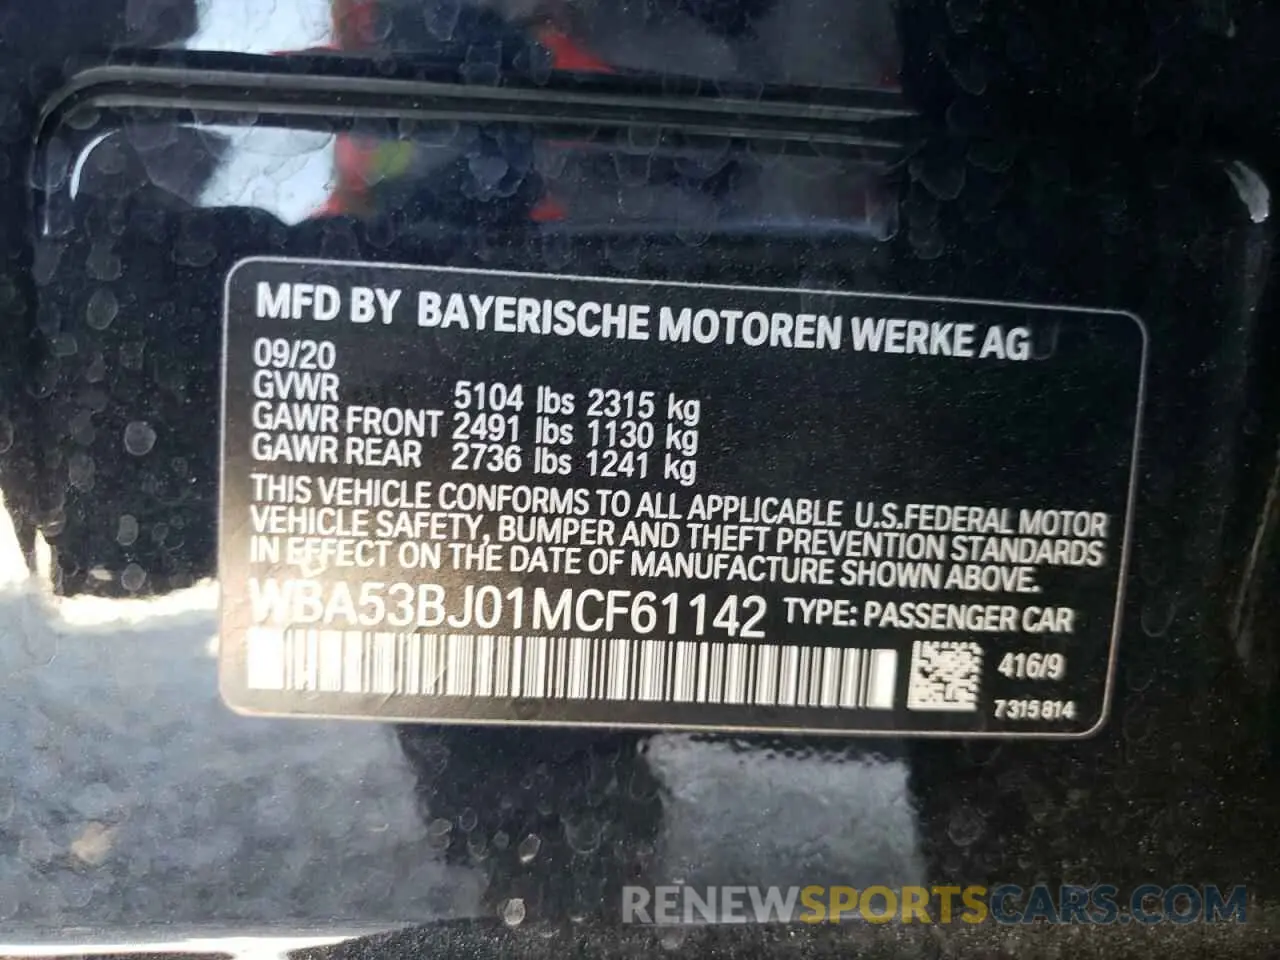 MFD BY BAYERISCHE MOTOREN WERKE AG
09/20
GVWR 5104 lbs 2315 kg
GAWR FRONT 2491 lbs 1130 kg
GAWR REAR 2736 lbs 1241 kg
THIS VEHICLE CONFORMS TO ALL APPLICABLE U.S.FEDERAL MOTOR
VEHICLE SAFETY, BUMPER AND THEFT PREVENTION STANDARDS
IN EFFECT ON THE DATE OF MANUFACTURE SHOWN ABOVE.
WBA53BJ01MCF61142 TYPE: PASSENGER CAR
416/9
7315814
RENEWSPORTSCARS.COM